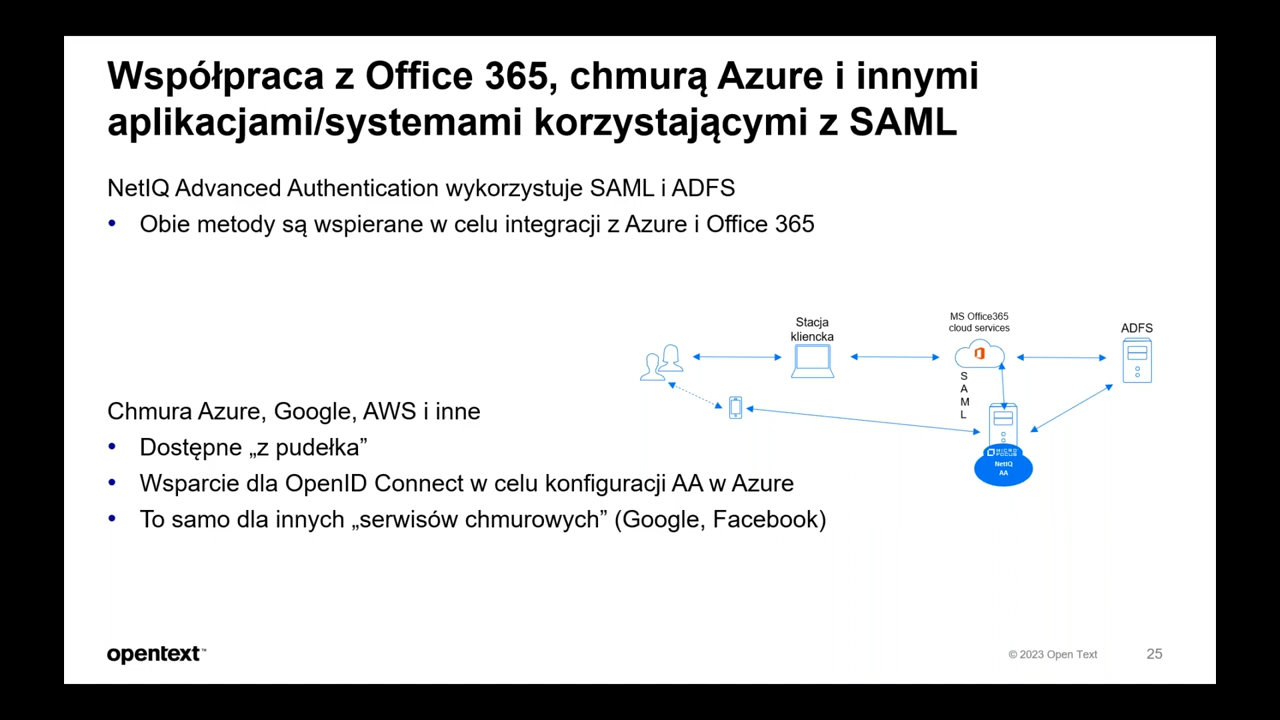 Współpraca z Office 365, chmurą Azure i innymi
aplikacjami/systemami korzystającymi z SAML
NetIQ Advanced Authentication wykorzystuje SAML i ADFS
• Obie metody są wspierane w celu integracji z Azure i Office 365
Stacja
kliencka
MS Office365
cloud services
ADFS
S
A
M
L
MICRO
FOCUS
NetIQ
AA
Chmura Azure, Google, AWS i inne
• Dostępne „z pudełka”
• Wsparcie dla OpenID Connect w celu konfiguracji AA w Azure
• To samo dla innych „serwisów chmurowych” (Google, Facebook)
opentext™
© 2023 Open Text
25